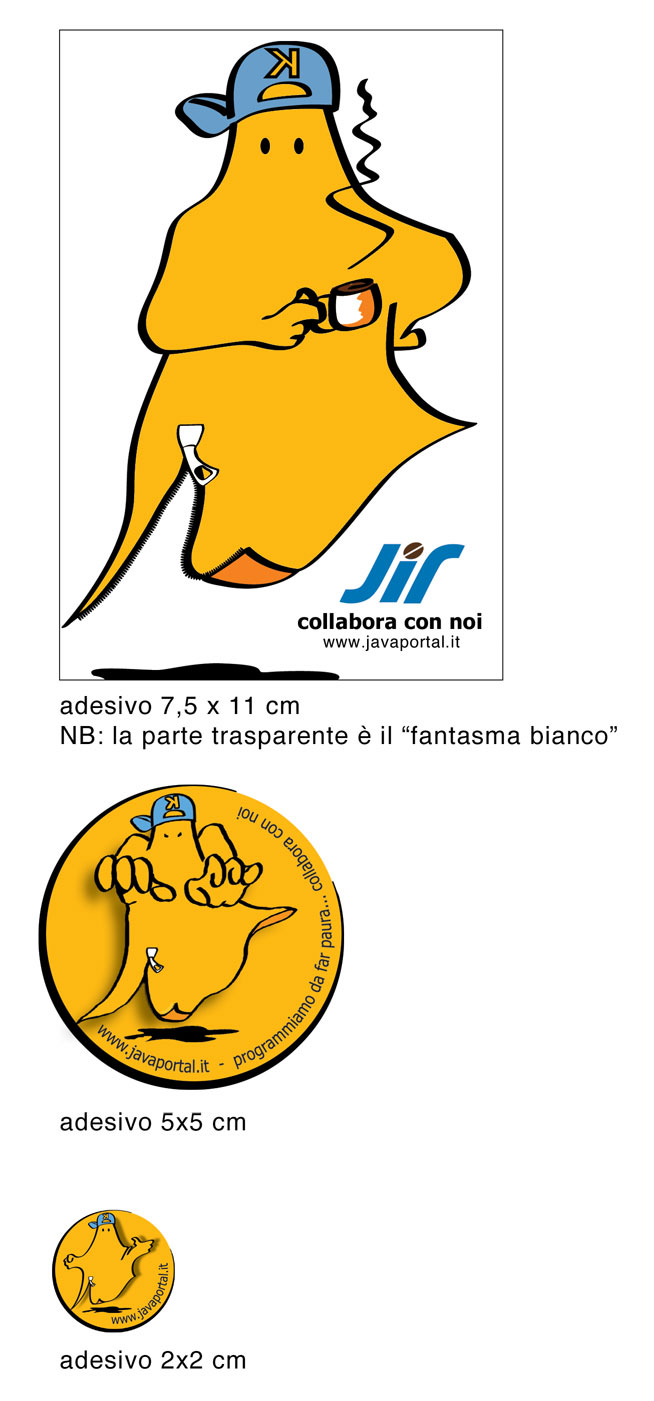 K
JIP
collabora con noi
www.javaportal.it
adesivo 7,5 x 11 cm
NB: la parte trasparente è il “fantasma bianco”
K
www.javaportal.it - programmiamo da far paura... collabora con noi
adesivo 5x5 cm
K
www.javaportal.it
adesivo 2x2 cm